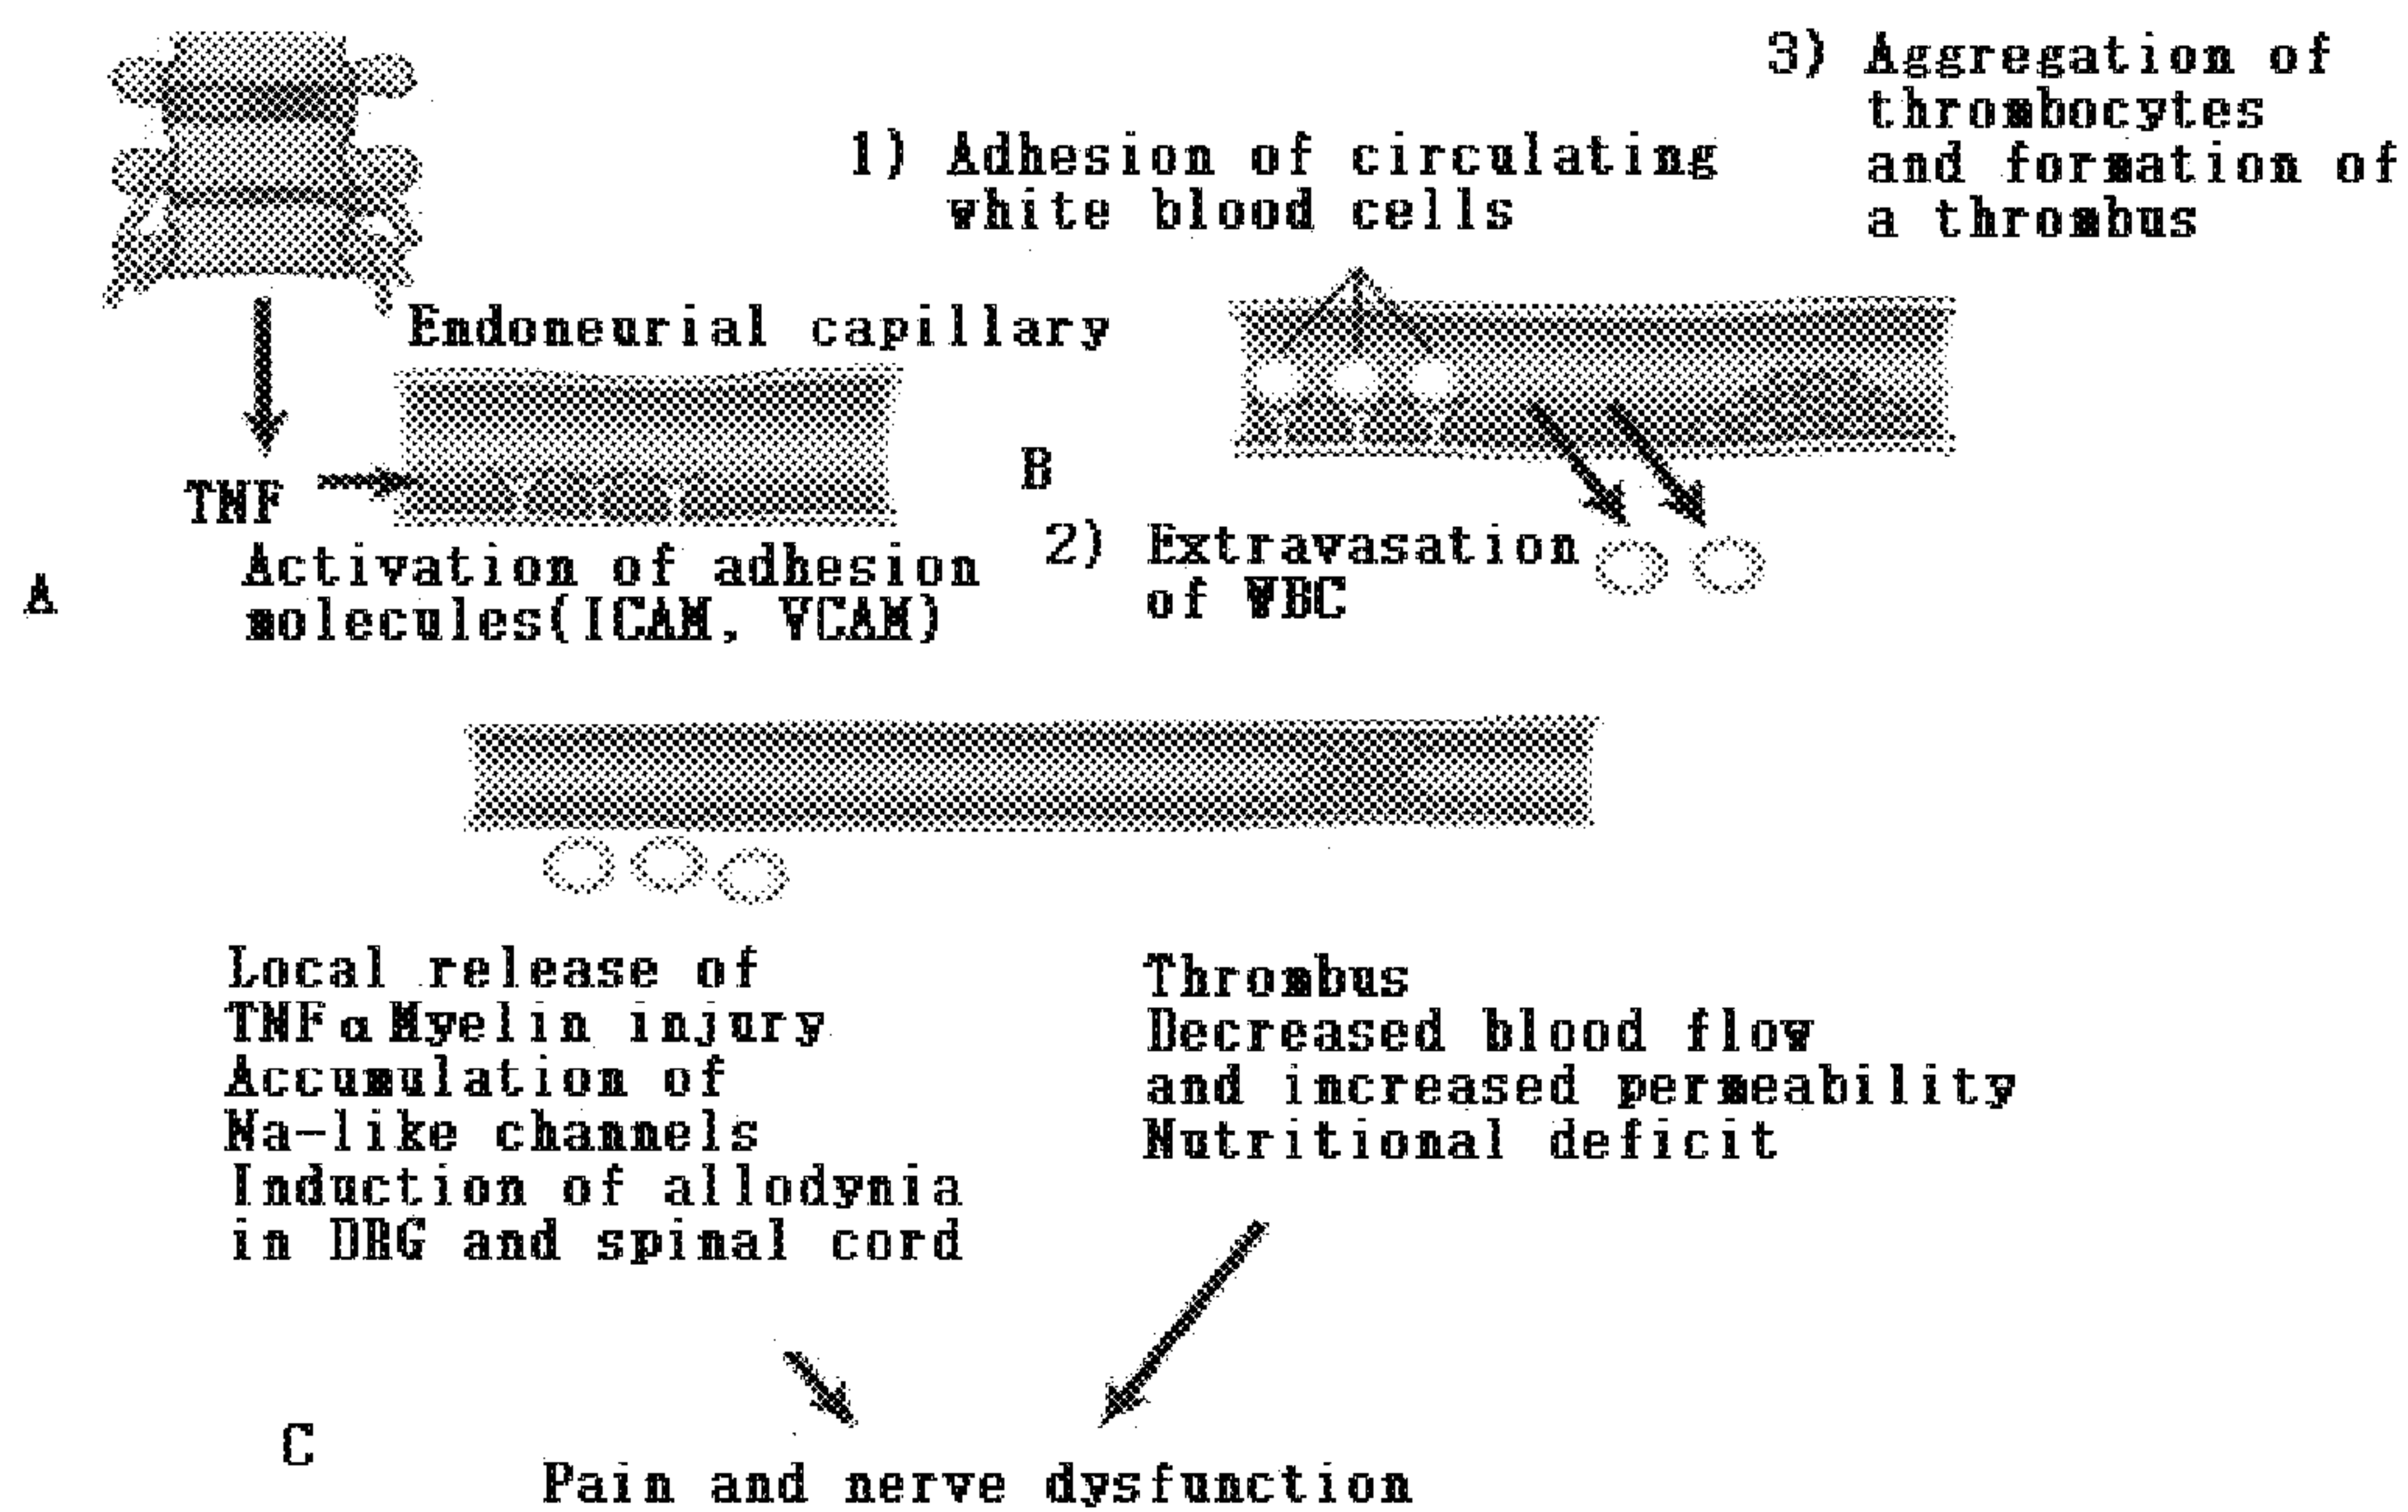 3) Aggregation of
thrombocytes
and formation of
a thrombus
1) Adhesion of circulating
white blood cells
Endoneurial capillary
TNF
A
Activation of adhesion
molecules(ICAM, VCAM)
B
2) Extravasation
of WBC
Local release of
TNFα Myelin injury
Accumulation of
Na-like channels
Induction of allodynia
in DRG and spinal cord
Thrombus
Decreased blood flow
and increased permeability
Nutritional deficit
C
Pain and nerve dysfunction